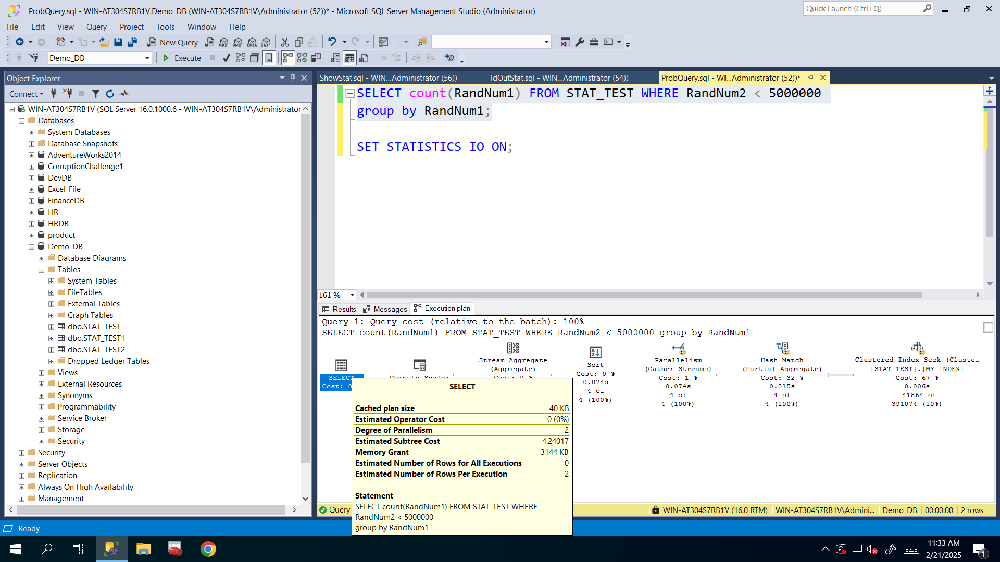 ProbQuery.sql - WIN-AT304S7RB1V.Demo_DB (WIN-AT304S7RB1V\Administrator (52))* - Microsoft SQL Server Management Studio (Administrator)
Quick Launch (Ctrl+Q)
File Edit View Query Project Tools Window Help
New Query MDX DMX XMLA DAX
Demo_DB Execute
Object Explorer
Connect
WIN-AT304S7RB1V (SQL Server 16.0.1000.6 - WIN-AT304S7RB1V\Administrator
Databases
System Databases
Database Snapshots
AdventureWorks2014
CorruptionChallenge1
DevDB
Excel_File
FinanceDB
HR
HRDB
product
Demo_DB
Database Diagrams
Tables
System Tables
FileTables
External Tables
Graph Tables
dbo.STAT_TEST
dbo.STAT_TEST1
dbo.STAT_TEST2
Dropped Ledger Tables
Views
External Resources
Synonyms
Programmability
Service Broker
Storage
Security
Security
Server Objects
Replication
Always On High Availability
Management
ShowStat.sql - WIN...Administrator (56))
IdOutStat.sql - WIN...Administrator (54))
ProbQuery.sql - WI...Administrator (52))*
SELECT count(RandNum1) FROM STAT_TEST WHERE RandNum2 < 5000000
group by RandNum1;
SET STATISTICS IO ON;
161 %
Results Messages Execution plan
Query 1: Query cost (relative to the batch): 100%
SELECT count(RandNum1) FROM STAT_TEST WHERE RandNum2 < 5000000 group by RandNum1
...
SELECT
Cost: 0
Compute Scalar
Stream Aggregate
(Aggregate)
Cost: 0 %
Sort
Cost: 0 %
0.074s
4 of
4 (100%)
Parallelism
(Gather Streams)
Cost: 1 %
0.074s
4 of
4 (100%)
Hash Match
(Partial Aggregate)
Cost: 32 %
0.015s
4 of
4 (100%)
Clustered Index Seek (Cluste...
[STAT_TEST].[MY_INDEX]
Cost: 67 %
0.006s
41864 of
391074 (10%)
SELECT
Cached plan size 40 KB
Estimated Operator Cost 0 (0%)
Degree of Parallelism 2
Estimated Subtree Cost 4.24017
Memory Grant 3144 KB
Estimated Number of Rows for All Executions 0
Estimated Number of Rows Per Execution 2
Statement
SELECT count(RandNum1) FROM STAT_TEST WHERE
RandNum2 < 5000000
group by RandNum1
Query
WIN-AT304S7RB1V (16.0 RTM) WIN-AT304S7RB1V\Admini... Demo_DB 00:00:00 2 rows
Ready
11:33 AM
2/21/2025
1